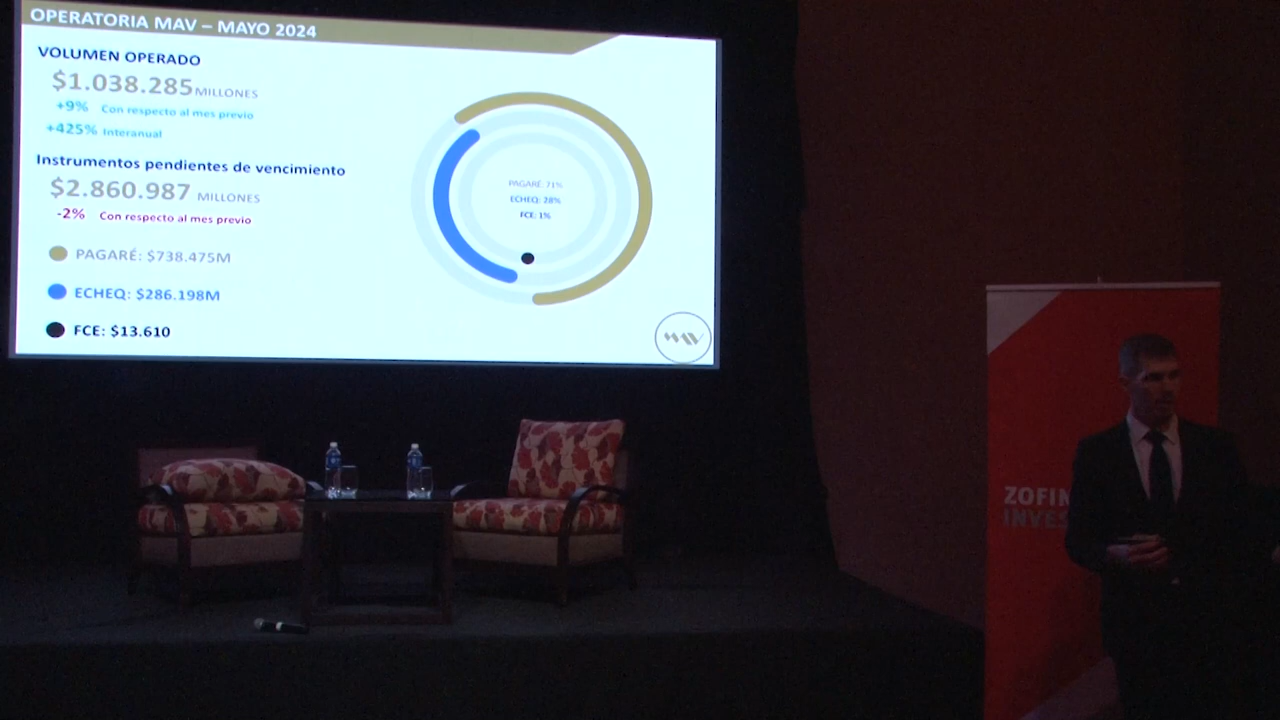 OPERATORIA MAV – MAYO 2024
VOLUMEN OPERADO
$1.038.285 MILLONES
+9% Con respecto al mes previo
+425% Interanual
Instrumentos pendientes de vencimiento
$2.860.987 MILLONES
-2% Con respecto al mes previo
PAGARÉ: $738.475M
ECHEQ: $286.198M
FCE: $13.610
PAGARÉ: 71%
ECHEQ: 28%
FCE: 1%
MAV
ZOFIN
INVES